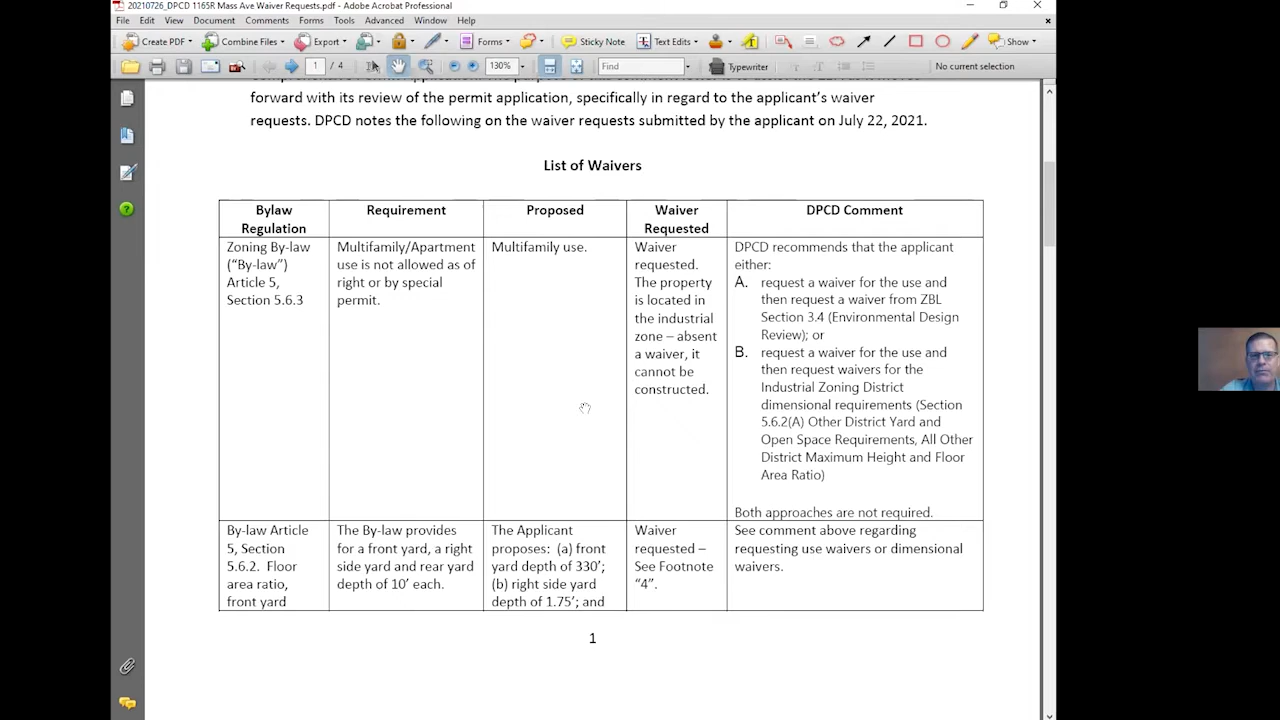 20210726_DPCD 1165R Mass Ave Waiver Requests.pdf - Adobe Acrobat Professional
File Edit View Document Comments Forms Tools Advanced Window Help
Create PDF Combine Files Export Forms Sticky Note Text Edits Show
1 / 4 130% Find Typewriter No current selection
forward with its review of the permit application, specifically in regard to the applicant's waiver
requests. DPCD notes the following on the waiver requests submitted by the applicant on July 22, 2021.
List of Waivers
Bylaw
Regulation
Requirement
Proposed
Waiver
Requested
DPCD Comment
Zoning By-law
("By-law")
Article 5,
Section 5.6.3
Multifamily/Apartment
use is not allowed as of
right or by special
permit.
Multifamily use.
Waiver
requested.
The property
is located in
the industrial
zone – absent
a waiver, it
cannot be
constructed.
DPCD recommends that the applicant
either:
A. request a waiver for the use and
then request a waiver from ZBL
Section 3.4 (Environmental Design
Review); or
B. request a waiver for the use and
then request waivers for the
Industrial Zoning District
dimensional requirements (Section
5.6.2(A) Other District Yard and
Open Space Requirements, All Other
District Maximum Height and Floor
Area Ratio)
Both approaches are not required.
By-law Article
5, Section
5.6.2. Floor
area ratio,
front yard
The By-law provides
for a front yard, a right
side yard and rear yard
depth of 10' each.
The Applicant
proposes: (a) front
yard depth of 330';
(b) right side yard
depth of 1.75'; and
Waiver
requested –
See Footnote
"4".
See comment above regarding
requesting use waivers or dimensional
waivers.
1